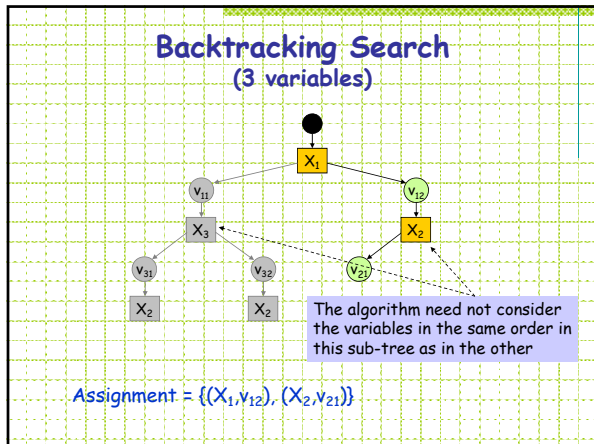 Backtracking Search
(3 variables)
X₁
v₁₁
v₁₂
X₃
X₂
v₃₁
v₃₂
v₂₁
X₂
X₂
The algorithm need not consider
the variables in the same order in
this sub-tree as in the other
Assignment = {(X₁,v₁₂), (X₂,v₂₁)}